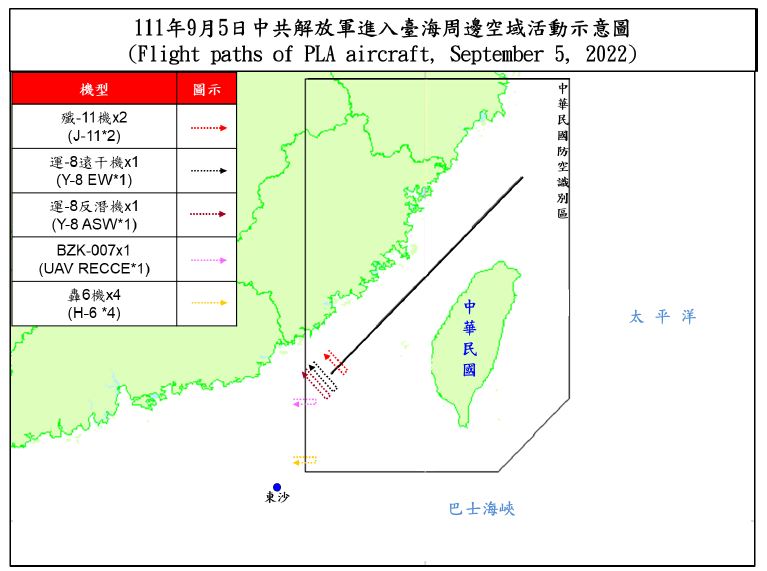 111年9月5日中共解放軍進入臺海周邊空域活動示意圖
(Flight paths of PLA aircraft, September 5, 2022)
機型
圖示
殲-11機x2
(J-11*2)
運-8遠干機x1
(Y-8 EW*1)
運-8反潛機x1
(Y-8 ASW*1)
BZK-007x1
(UAV RECCE*1)
轟6機x4
(H-6 *4)
中華民國防空識別區
中華民國
太平洋
東沙
巴士海峽